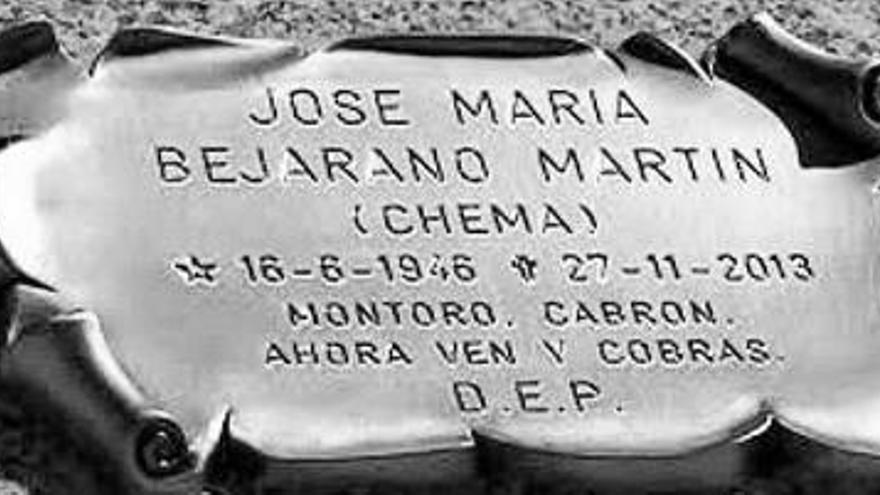 JOSE MARIA
BEJARANO MARTIN
(CHEMA)
☆ 16-6-1946 ✞ 27-11-2013
MONTORO. CABRON.
AHORA VEN Y COBRAS.
D.E.P.